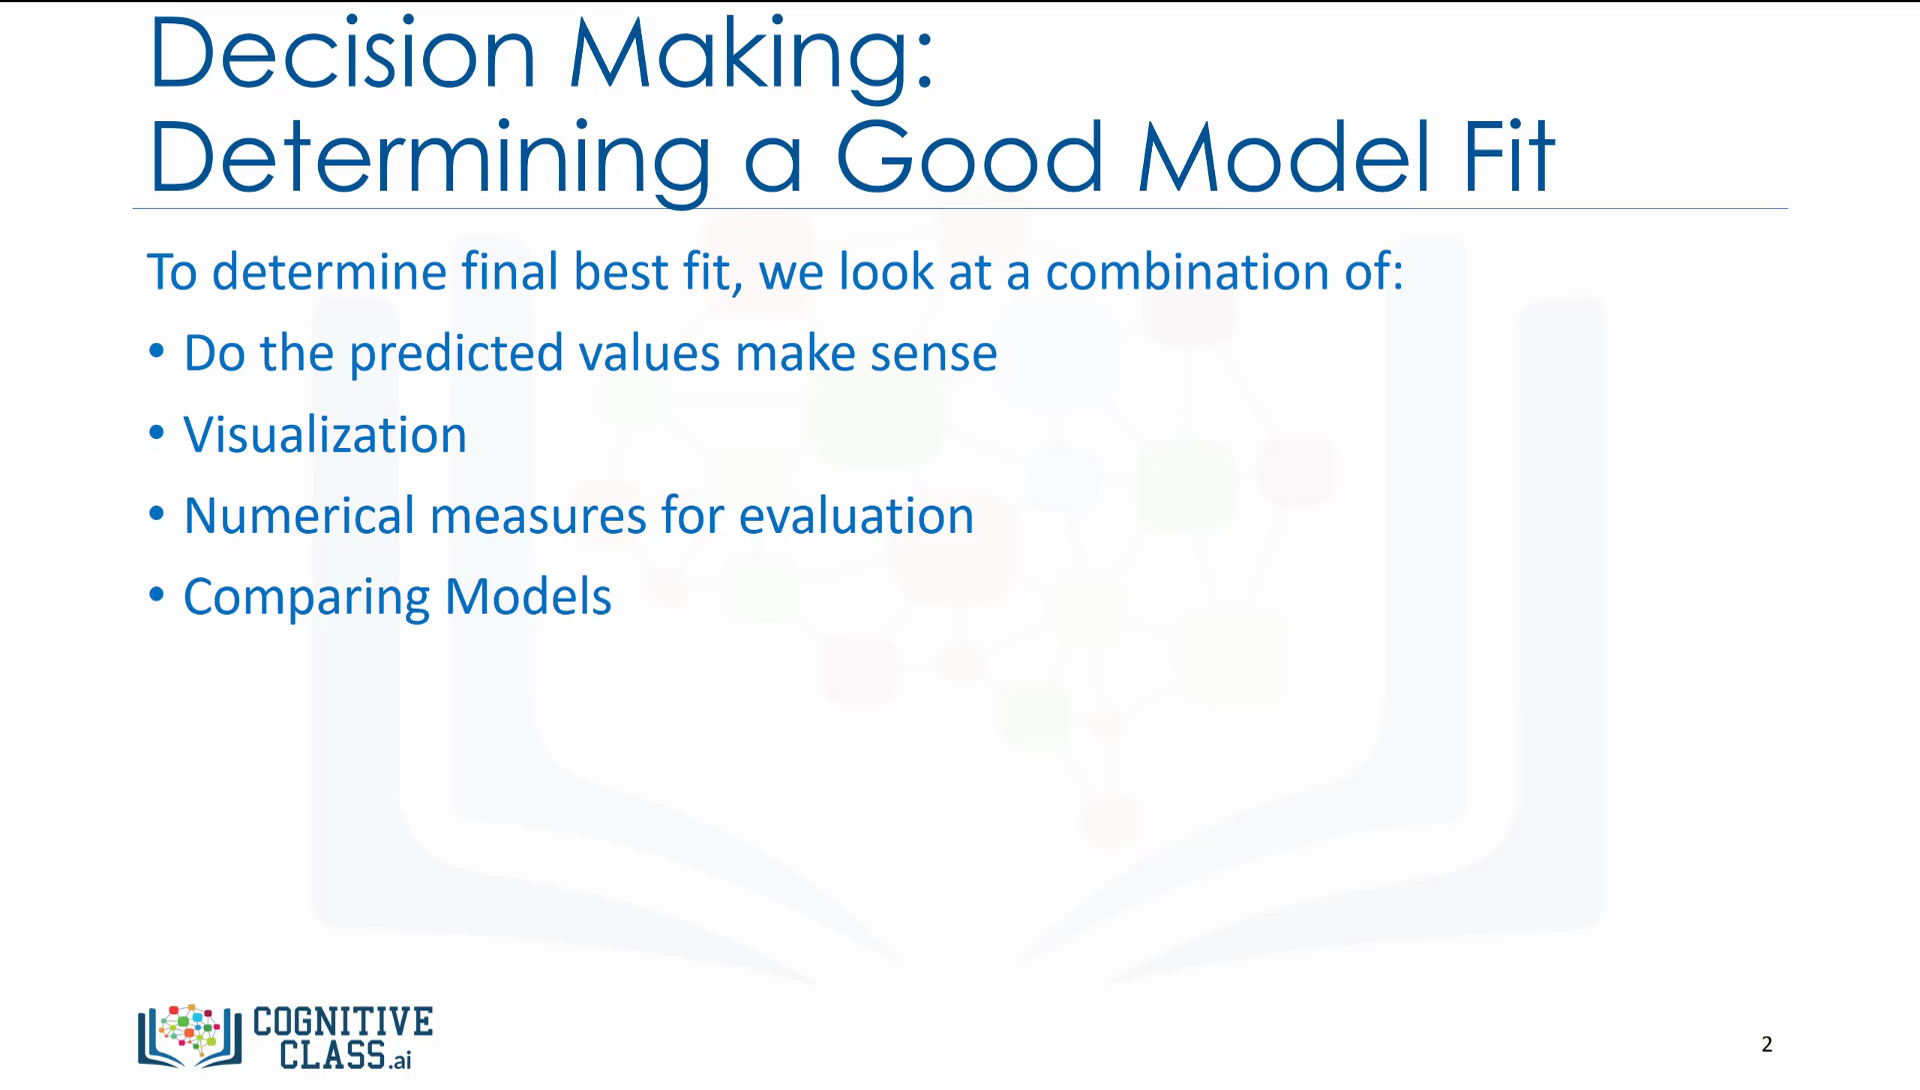 Decision Making:
Determining a Good Model Fit
To determine final best fit, we look at a combination of:
• Do the predicted values make sense
• Visualization
• Numerical measures for evaluation
• Comparing Models
COGNITIVE
CLASS.ai
2